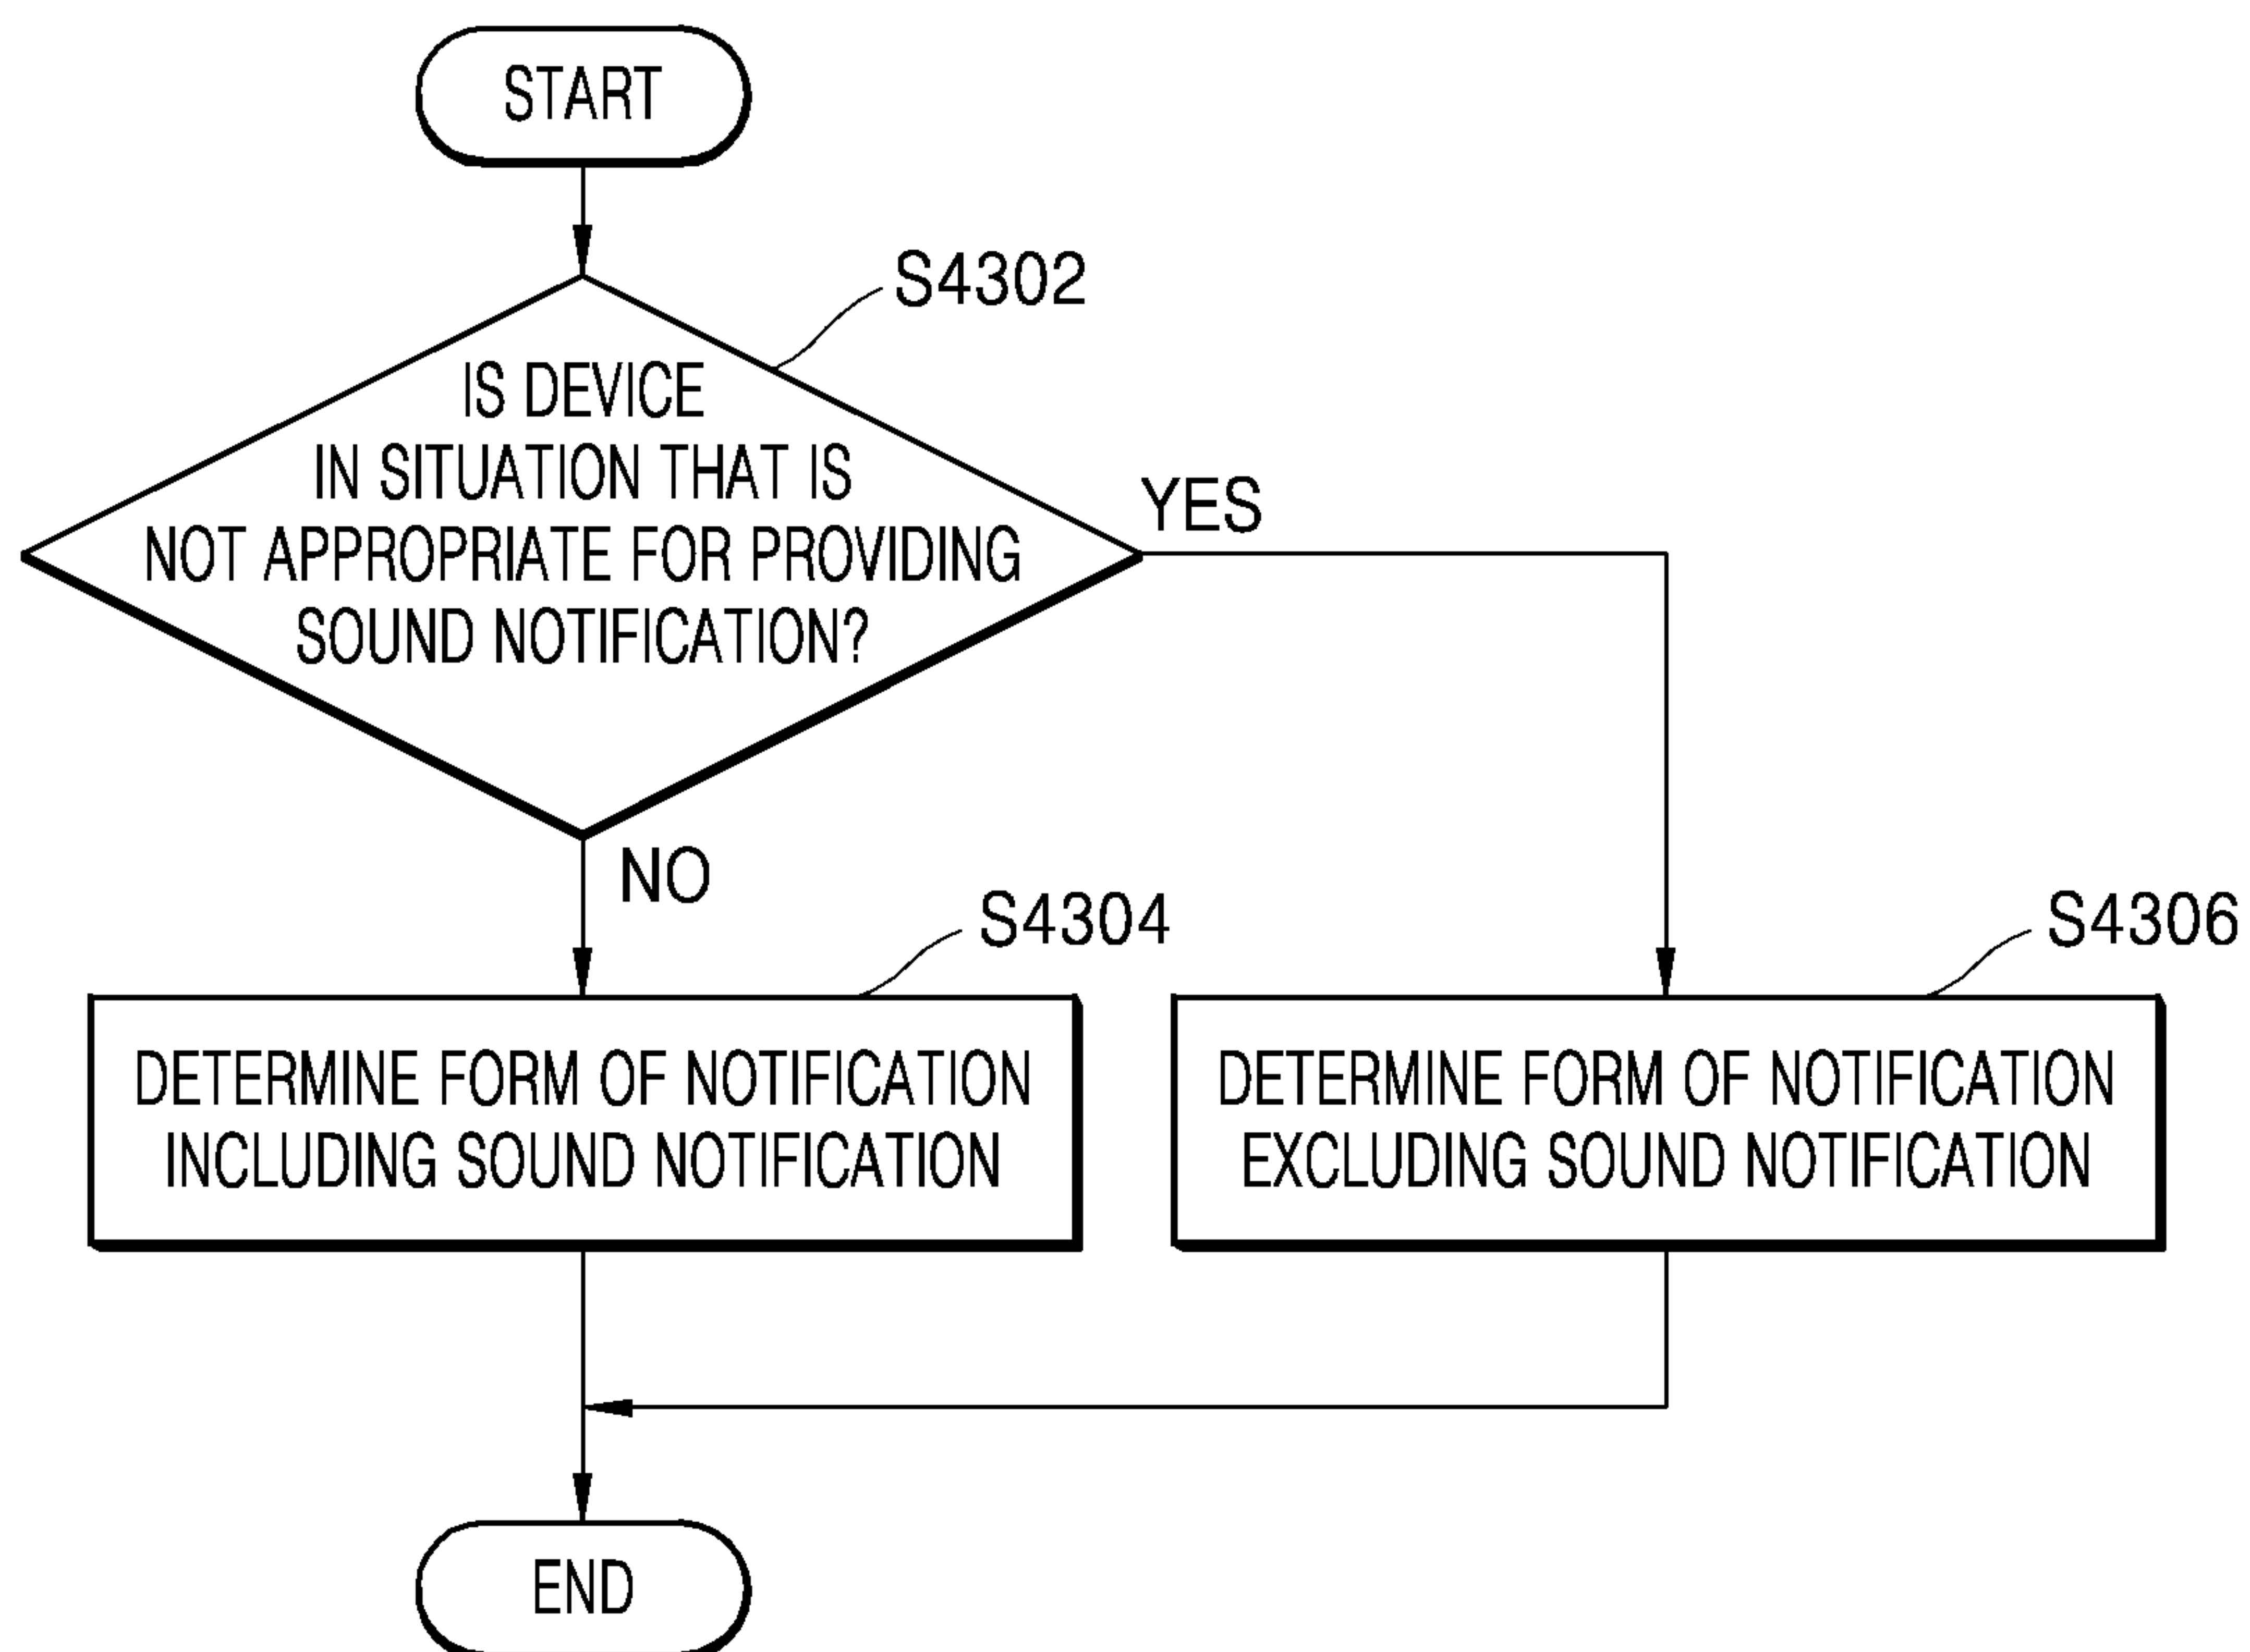 START
S4302
IS DEVICE
IN SITUATION THAT IS
NOT APPROPRIATE FOR PROVIDING
SOUND NOTIFICATION?
YES
NO
S4304
S4306
DETERMINE FORM OF NOTIFICATION
INCLUDING SOUND NOTIFICATION
DETERMINE FORM OF NOTIFICATION
EXCLUDING SOUND NOTIFICATION
END